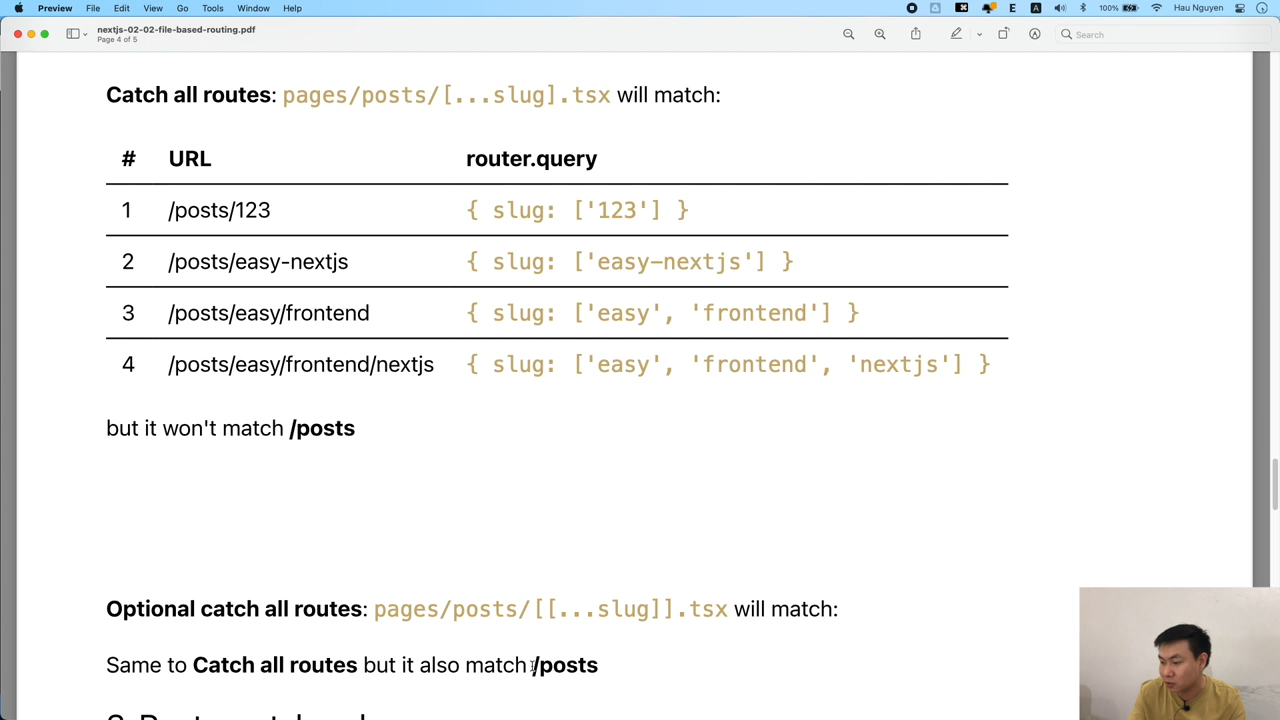 Preview File Edit View Go Tools Window Help 100% Hau Nguyen
nextjs-02-02-file-based-routing.pdf
Page 4 of 5
Search
Catch all routes: pages/posts/[...slug].tsx will match:
# URL router.query
1 /posts/123 { slug: ['123'] }
2 /posts/easy-nextjs { slug: ['easy-nextjs'] }
3 /posts/easy/frontend { slug: ['easy', 'frontend'] }
4 /posts/easy/frontend/nextjs { slug: ['easy', 'frontend', 'nextjs'] }
but it won't match /posts
Optional catch all routes: pages/posts/[[...slug]].tsx will match:
Same to Catch all routes but it also match /posts